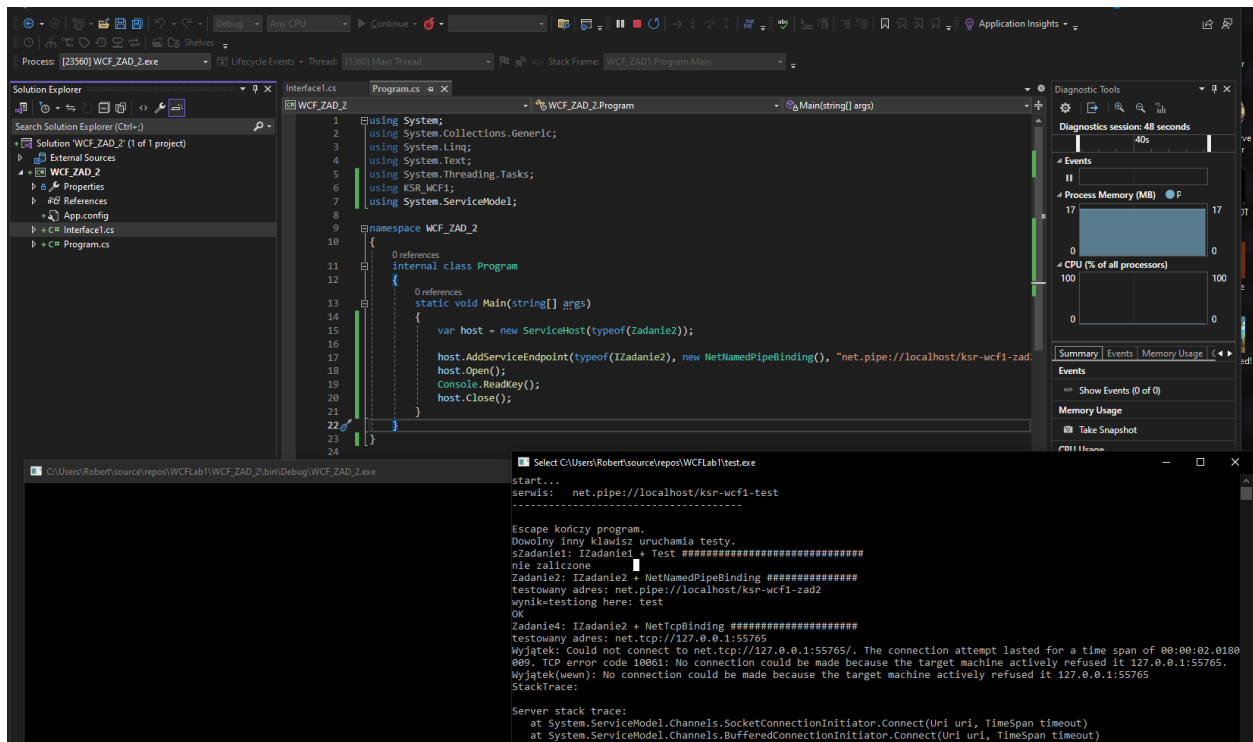 Debug
Any CPU
Continue
Application Insights
Shelves
Process:
[23560] WCF_ZAD_2.exe
Lifecycle Events
Thread:
[1360] Main Thread
Stack Frame:
WCF_ZAD1.Program.Main
Solution Explorer
Search Solution Explorer (Ctrl+;)
Solution 'WCF_ZAD_2' (1 of 1 project)
External Sources
WCF_ZAD_2
Properties
References
App.config
C# Interface1.cs
C# Program.cs
Interface1.cs
Program.cs
WCF_ZAD_2
WCF_ZAD_2.Program
Main(string[] args)
1 using System;
2 using System.Collections.Generic;
3 using System.Linq;
4 using System.Text;
5 using System.Threading.Tasks;
6 using KSR_WCF1;
7 using System.ServiceModel;
8
9 namespace WCF_ZAD_2
10 {
0 references
11 internal class Program
12 {
0 references
13 static void Main(string[] args)
14 {
15 var host = new ServiceHost(typeof(Zadanie2));
16
17 host.AddServiceEndpoint(typeof(IZadanie2), new NetNamedPipeBinding(), "net.pipe://localhost/ksr-wcf1-zad
18 host.Open();
19 Console.ReadKey();
20 host.Close();
21 }
22 }
23 }
24
Diagnostic Tools
Diagnostics session: 48 seconds
40s
Events
Process Memory (MB)
P
17
17
0
0
CPU (% of all processors)
100
100
0
0
Summary
Events
Memory Usage
Events
Show Events (0 of 0)
Memory Usage
Take Snapshot
CPU Usage
C:\Users\Robert\source\repos\WCFLab1\WCF_ZAD_2\bin\Debug\WCF_ZAD_2.exe
Select C:\Users\Robert\source\repos\WCFLab1\test.exe
start...
serwis: net.pipe://localhost/ksr-wcf1-test
--------------------------------------
Escape kończy program.
Dowolny inny klawisz uruchamia testy.
sZadanie1: IZadanie1 + Test ##############################
nie zaliczone
Zadanie2: IZadanie2 + NetNamedPipeBinding ###############
testowany adres: net.pipe://localhost/ksr-wcf1-zad2
wynik=testiong here: test
OK
Zadanie4: IZadanie2 + NetTcpBinding #####################
testowany adres: net.tcp://127.0.0.1:55765
Wyjątek: Could not connect to net.tcp://127.0.0.1:55765/. The connection attempt lasted for a time span of 00:00:02.0180
009. TCP error code 10061: No connection could be made because the target machine actively refused it 127.0.0.1:55765.
Wyjątek(wewn): No connection could be made because the target machine actively refused it 127.0.0.1:55765
StackTrace:
Server stack trace:
at System.ServiceModel.Channels.SocketConnectionInitiator.Connect(Uri uri, TimeSpan timeout)
at System.ServiceModel.Channels.BufferedConnectionInitiator.Connect(Uri uri, TimeSpan timeout)